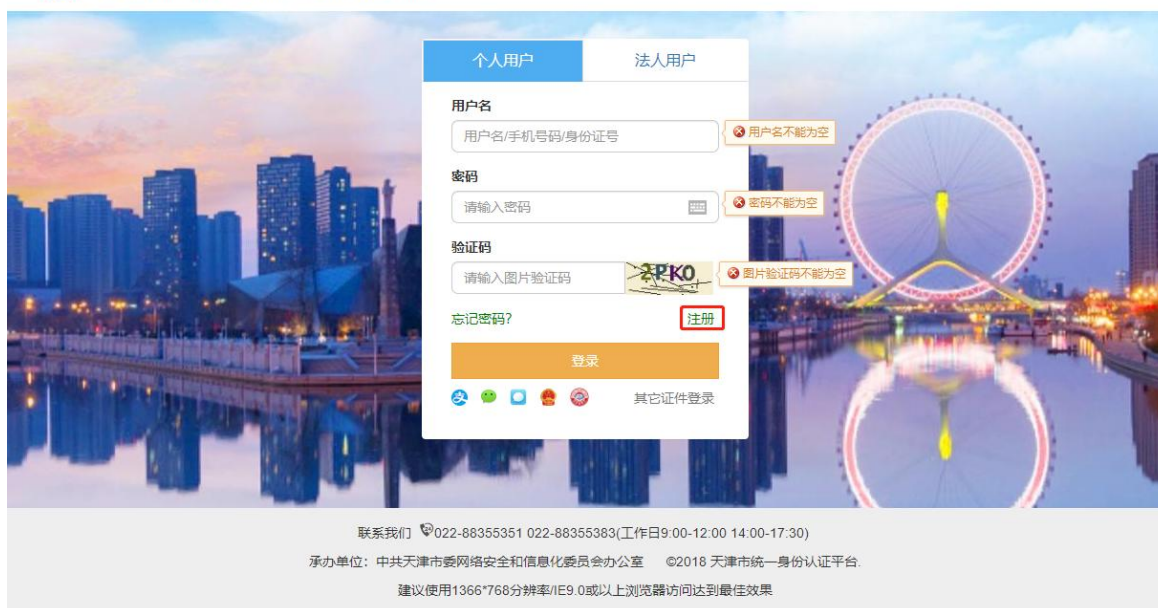 个人用户 法人用户
用户名
用户名/手机号码/身份证号 用户名不能为空
密码
请输入密码 密码不能为空
验证码
请输入图片验证码 2PKO 图片验证码不能为空
忘记密码? 注册
登录
其它证件登录
联系我们 022-88355351 022-88355383(工作日9:00-12:00 14:00-17:30)
承办单位：中共天津市委网络安全和信息化委员会办公室 ©2018 天津市统一身份认证平台.
建议使用1366*768分辨率/IE9.0或以上浏览器访问达到最佳效果